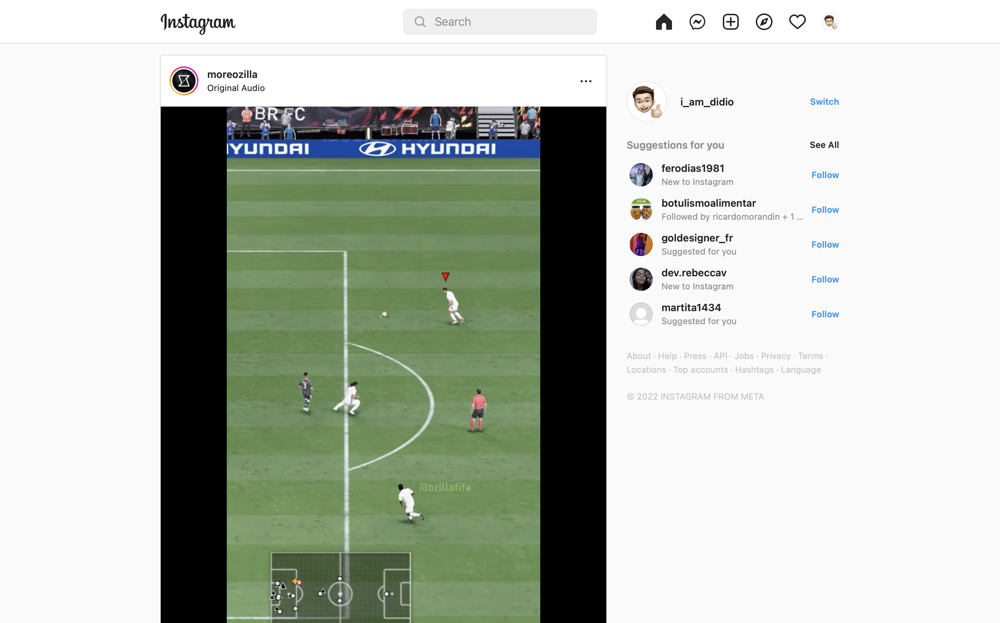 Instagram
Search
moreozilla
Original Audio
BR FC
YUNDAI HYUNDAI
3
@ozillafifa
i_am_didio
Switch
Suggestions for you
See All
ferodias1981
New to Instagram
Follow
botulismoalimentar
Followed by ricardomorandin + 1 ...
Follow
goldesigner_fr
Suggested for you
Follow
dev.rebeccav
New to Instagram
Follow
martita1434
Suggested for you
Follow
About · Help · Press · API · Jobs · Privacy · Terms ·
Locations · Top accounts · Hashtags · Language
© 2022 INSTAGRAM FROM META